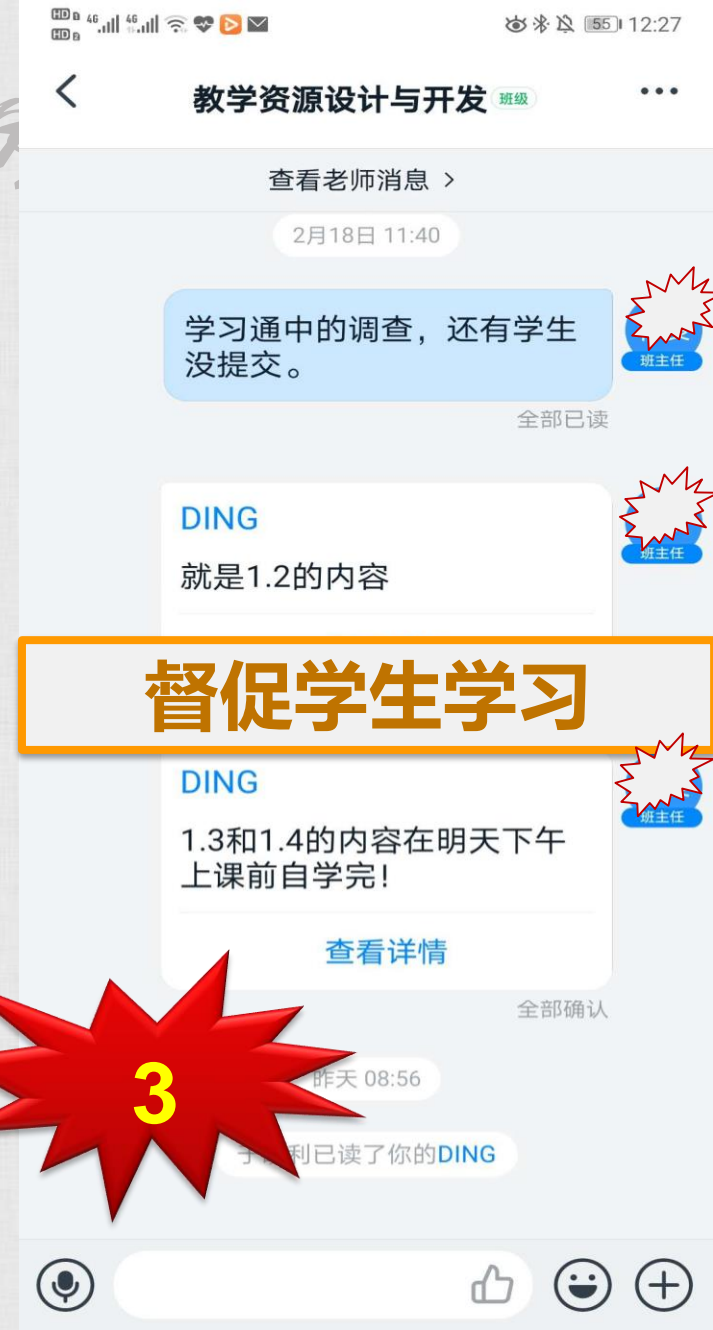 HD 4G 4G 55 12:27
HD
教学资源设计与开发 班级
查看老师消息 >
2月18日 11:40
学习通中的调查，还有学生
没提交。
班主任
全部已读
DING
班主任
就是1.2的内容
督促学生学习
DING
班主任
1.3和1.4的内容在明天下午
上课前自学完！
查看详情
全部确认
3
昨天 08:56
利已读了你的DING